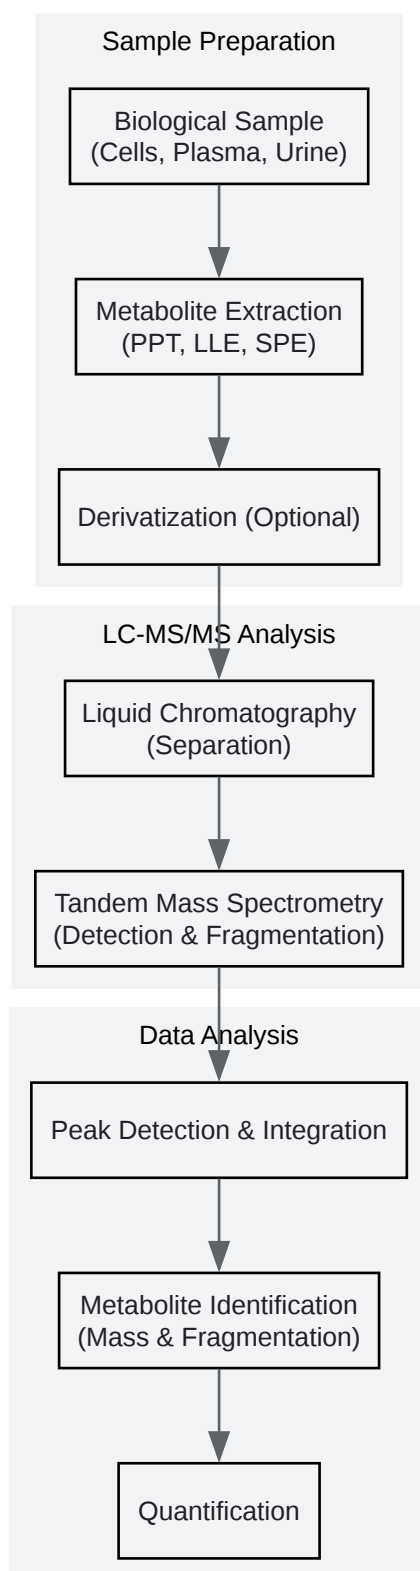 Sample Preparation
Biological Sample
(Cells, Plasma, Urine)
Metabolite Extraction
(PPT, LLE, SPE)
Derivatization (Optional)
LC-MS/MS Analysis
Liquid Chromatography
(Separation)
Tandem Mass Spectrometry
(Detection & Fragmentation)
Data Analysis
Peak Detection & Integration
Metabolite Identification
(Mass & Fragmentation)
Quantification